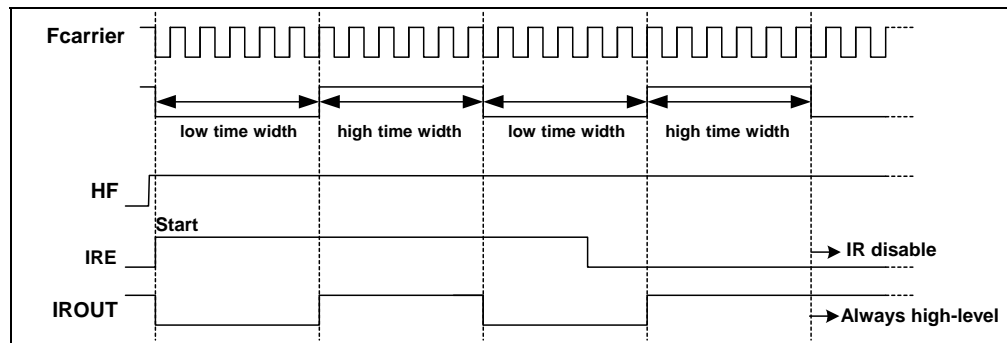 Fcarrier
low time width high time width low time width high time width
HF
Start
IRE
IR disable
IROUT
Always high-level